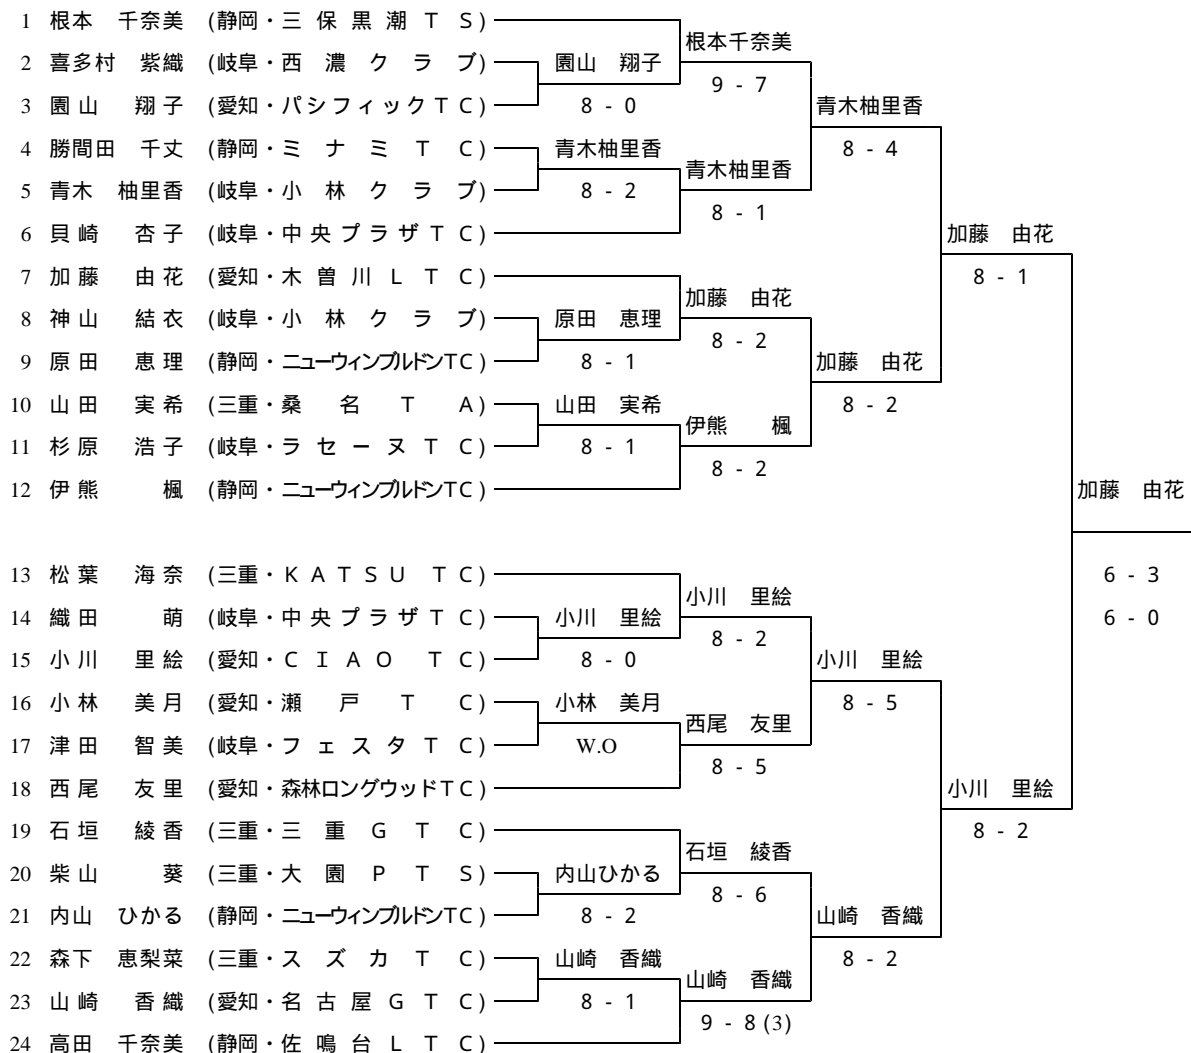 1 根本 千奈美 (静岡・三保黒潮TS)
根本千奈美
2 喜多村 紫織 (岐阜・西濃クラブ) 園山 翔子
9 - 7
3 園山 翔子 (愛知・パシフィックTC) 8 - 0 青木柚里香
4 勝間田 千丈 (静岡・ミナミTC) 青木柚里香 8 - 4
青木柚里香
5 青木 柚里香 (岐阜・小林クラブ) 8 - 2
8 - 1
6 貝崎 杏子 (岐阜・中央プラザTC) 加藤 由花
7 加藤 由花 (愛知・木曽川LTC) 8 - 1
加藤 由花
8 神山 結衣 (岐阜・小林クラブ) 原田 恵理
8 - 2
9 原田 恵理 (静岡・ニューウィンブルドンTC) 8 - 1 加藤 由花
10 山田 実希 (三重・桑名TA) 山田 実希 8 - 2
伊熊 楓
11 杉原 浩子 (岐阜・ラセーヌTC) 8 - 1
8 - 2
12 伊熊 楓 (静岡・ニューウィンブルドンTC) 加藤 由花
13 松葉 海奈 (三重・KATSU TC) 6 - 3
小川 里絵
14 織田 萌 (岐阜・中央プラザTC) 小川 里絵 6 - 0
8 - 2
15 小川 里絵 (愛知・CIAO TC) 8 - 0 小川 里絵
16 小林 美月 (愛知・瀬戸TC) 小林 美月 8 - 5
西尾 友里
17 津田 智美 (岐阜・フェスタTC) W.O
8 - 5
18 西尾 友里 (愛知・森林ロングウッドTC) 小川 里絵
19 石垣 綾香 (三重・三重GTC) 8 - 2
石垣 綾香
20 柴山 葵 (三重・大園PTS) 内山ひかる
8 - 6
21 内山 ひかる (静岡・ニューウィンブルドンTC) 8 - 2 山崎 香織
22 森下 恵梨菜 (三重・スズカTC) 山崎 香織 8 - 2
山崎 香織
23 山崎 香織 (愛知・名古屋GTC) 8 - 1
9 - 8 (3)
24 高田 千奈美 (静岡・佐鳴台LTC)